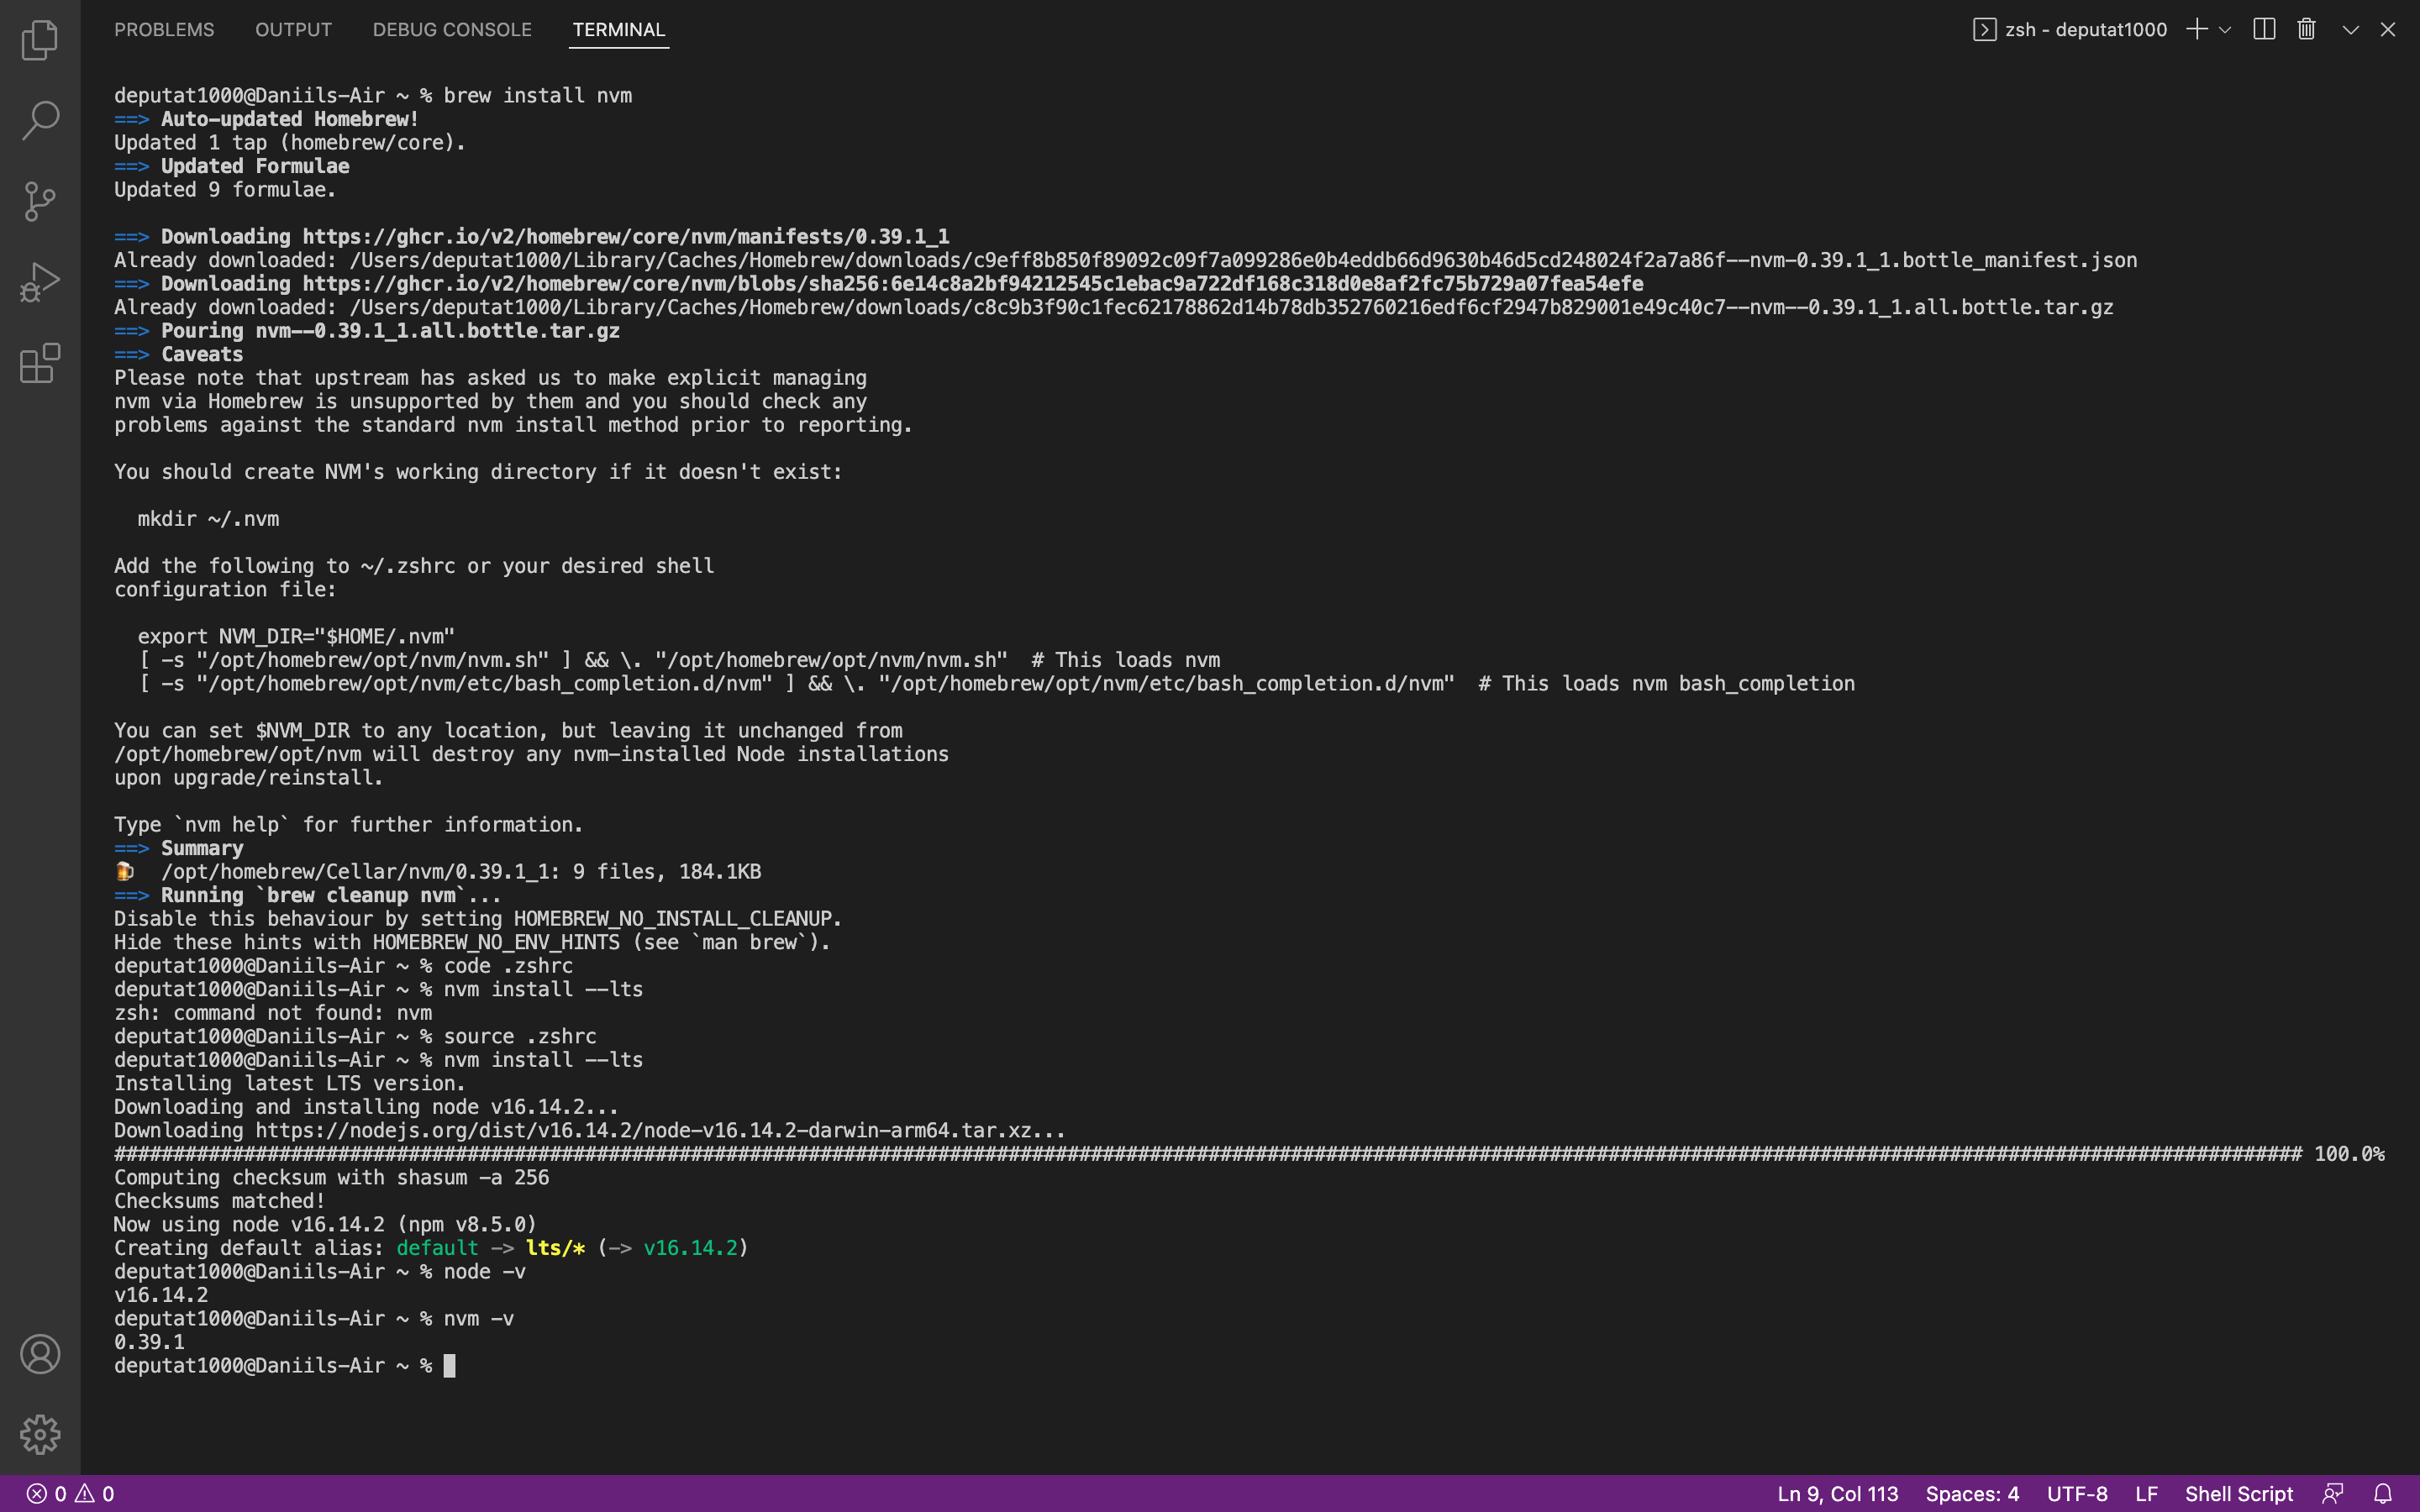 PROBLEMS OUTPUT DEBUG CONSOLE TERMINAL zsh - deputat1000
deputat1000@Daniils-Air ~ % brew install nvm
==> Auto-updated Homebrew!
Updated 1 tap (homebrew/core).
==> Updated Formulae
Updated 9 formulae.
==> Downloading https://ghcr.io/v2/homebrew/core/nvm/manifests/0.39.1_1
Already downloaded: /Users/deputat1000/Library/Caches/Homebrew/downloads/c9eff8b850f89092c09f7a099286e0b4eddb66d9630b46d5cd248024f2a7a86f--nvm-0.39.1_1.bottle_manifest.json
==> Downloading https://ghcr.io/v2/homebrew/core/nvm/blobs/sha256:6e14c8a2bf94212545c1ebac9a722df168c318d0e8af2fc75b729a07fea54efe
Already downloaded: /Users/deputat1000/Library/Caches/Homebrew/downloads/c8c9b3f90c1fec62178862d14b78db352760216edf6cf2947b829001e49c40c7--nvm--0.39.1_1.all.bottle.tar.gz
==> Pouring nvm--0.39.1_1.all.bottle.tar.gz
==> Caveats
Please note that upstream has asked us to make explicit managing
nvm via Homebrew is unsupported by them and you should check any
problems against the standard nvm install method prior to reporting.
You should create NVM's working directory if it doesn't exist:
mkdir ~/.nvm
Add the following to ~/.zshrc or your desired shell
configuration file:
export NVM_DIR="$HOME/.nvm"
[ -s "/opt/homebrew/opt/nvm/nvm.sh" ] && \. "/opt/homebrew/opt/nvm/nvm.sh"  # This loads nvm
[ -s "/opt/homebrew/opt/nvm/etc/bash_completion.d/nvm" ] && \. "/opt/homebrew/opt/nvm/etc/bash_completion.d/nvm"  # This loads nvm bash_completion
You can set $NVM_DIR to any location, but leaving it unchanged from
/opt/homebrew/opt/nvm will destroy any nvm-installed Node installations
upon upgrade/reinstall.
Type `nvm help` for further information.
==> Summary
🍺  /opt/homebrew/Cellar/nvm/0.39.1_1: 9 files, 184.1KB
==> Running `brew cleanup nvm`...
Disable this behaviour by setting HOMEBREW_NO_INSTALL_CLEANUP.
Hide these hints with HOMEBREW_NO_ENV_HINTS (see `man brew`).
deputat1000@Daniils-Air ~ % code .zshrc
deputat1000@Daniils-Air ~ % nvm install --lts
zsh: command not found: nvm
deputat1000@Daniils-Air ~ % source .zshrc
deputat1000@Daniils-Air ~ % nvm install --lts
Installing latest LTS version.
Downloading and installing node v16.14.2...
Downloading https://nodejs.org/dist/v16.14.2/node-v16.14.2-darwin-arm64.tar.xz...
########################################################################################################################################################################################## 100.0%
Computing checksum with shasum -a 256
Checksums matched!
Now using node v16.14.2 (npm v8.5.0)
Creating default alias: default -> lts/* (-> v16.14.2)
deputat1000@Daniils-Air ~ % node -v
v16.14.2
deputat1000@Daniils-Air ~ % nvm -v
0.39.1
deputat1000@Daniils-Air ~ %
0 0 Ln 9, Col 113 Spaces: 4 UTF-8 LF Shell Script